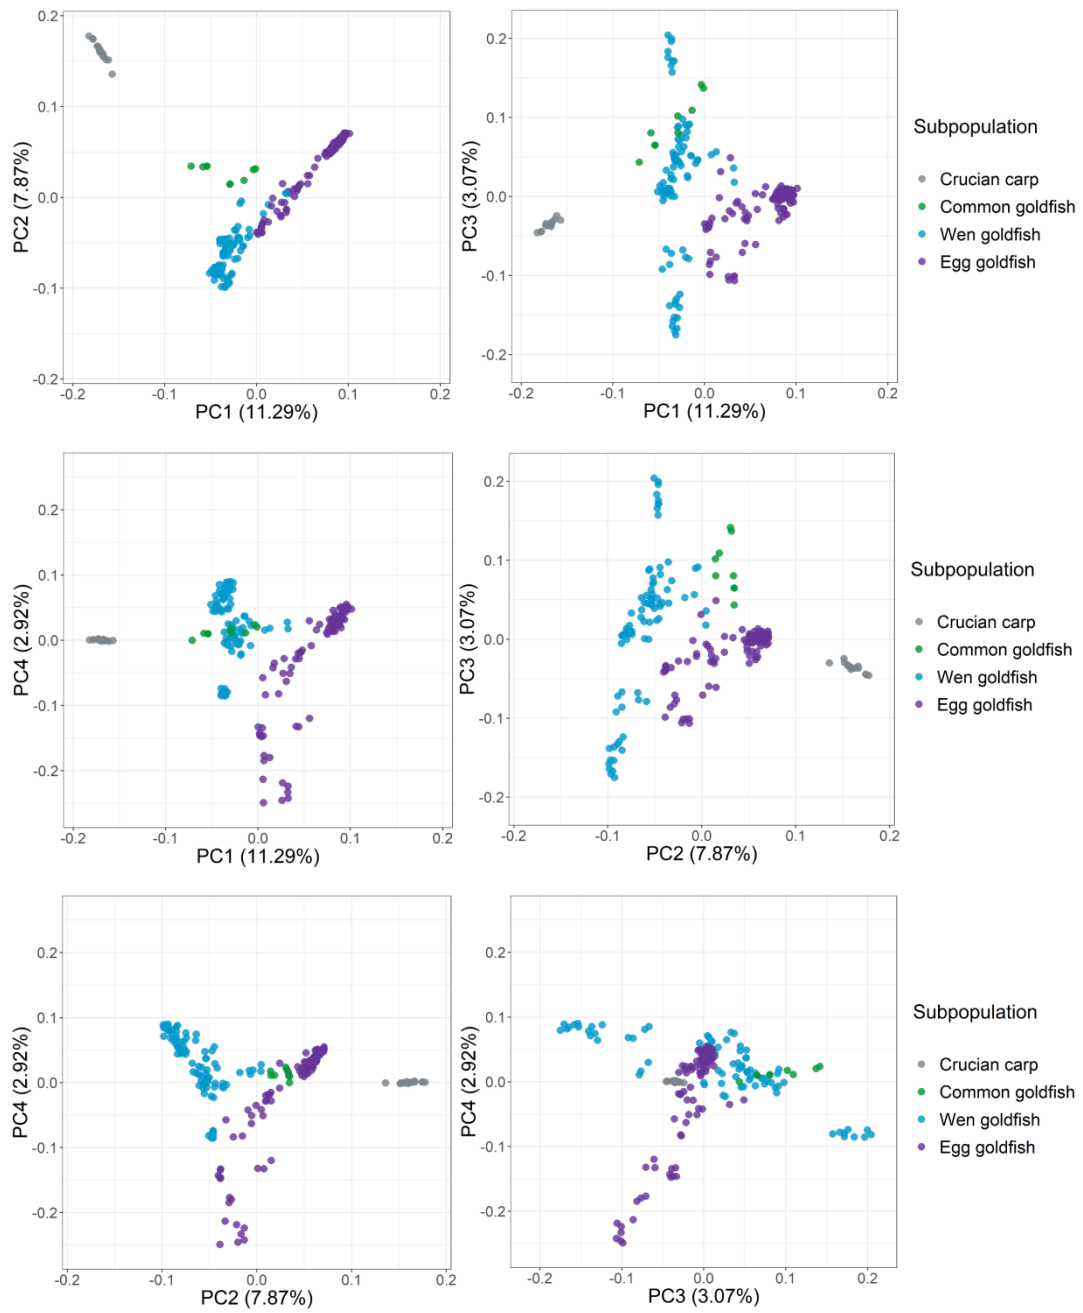 0.2
0.1
0.0
-0.1
-0.2
PC2 (7.87%)
-0.2
-0.1
0.0
0.1
0.2
PC1 (11.29%)
0.2
0.1
0.0
-0.1
-0.2
PC3 (3.07%)
-0.2
-0.1
0.0
0.1
0.2
PC1 (11.29%)
Subpopulation
Crucian carp
Common goldfish
Wen goldfish
Egg goldfish
0.2
0.1
0.0
-0.1
-0.2
PC4 (2.92%)
-0.2
-0.1
0.0
0.1
0.2
PC1 (11.29%)
0.2
0.1
0.0
-0.1
-0.2
PC3 (3.07%)
-0.2
-0.1
0.0
0.1
0.2
PC2 (7.87%)
Subpopulation
Crucian carp
Common goldfish
Wen goldfish
Egg goldfish
0.2
0.1
0.0
-0.1
-0.2
PC4 (2.92%)
-0.2
-0.1
0.0
0.1
0.2
PC2 (7.87%)
0.2
0.1
0.0
-0.1
-0.2
PC4 (2.92%)
-0.2
-0.1
0.0
0.1
0.2
PC3 (3.07%)
Subpopulation
Crucian carp
Common goldfish
Wen goldfish
Egg goldfish